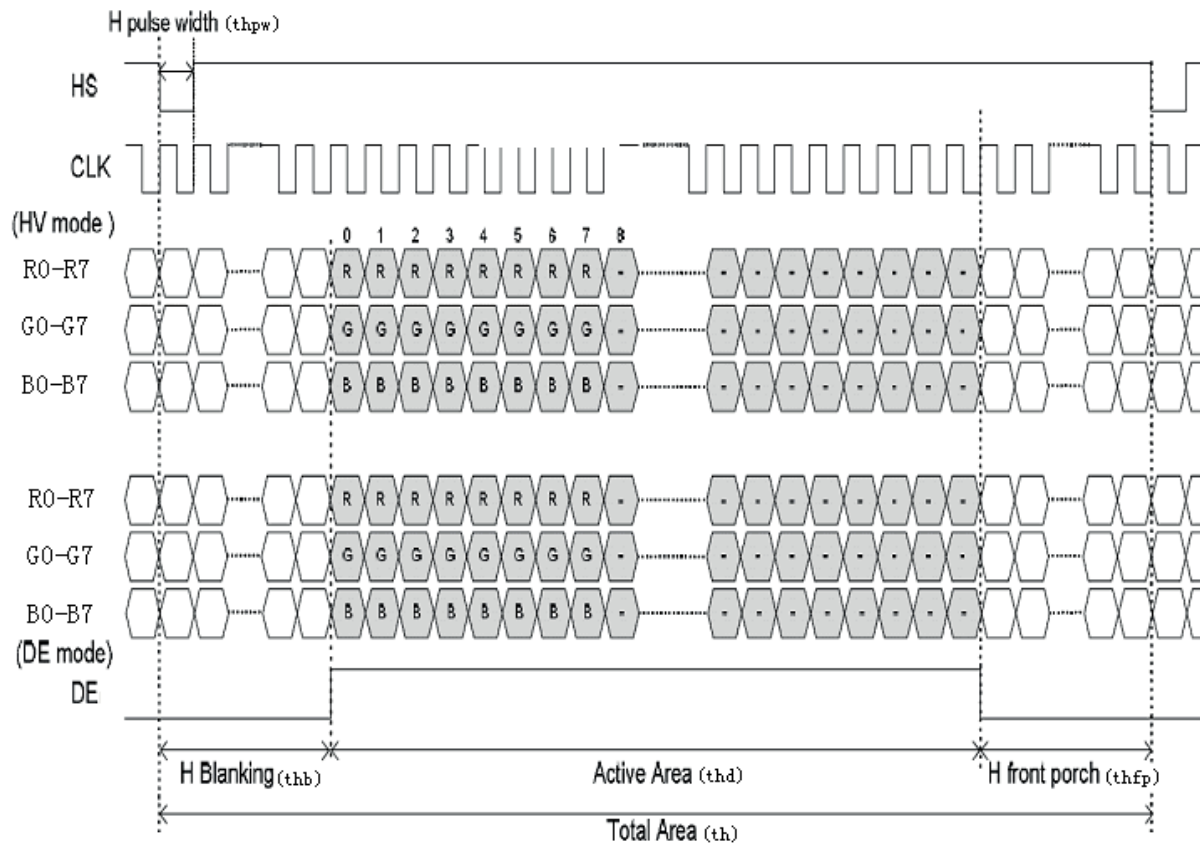 H pulse width (thpw)
HS
CLK
(HV mode )
0 1 2 3 4 5 6 7 8
R0-R7 R R R R R R R R - - - - - - - - -
G0-G7 G G G G G G G G - - - - - - - - -
B0-B7 B B B B B B B B - - - - - - - - -
R0-R7 R R R R R R R R - - - - - - - - -
G0-G7 G G G G G G G G - - - - - - - - -
B0-B7 B B B B B B B B - - - - - - - - -
(DE mode)
DE
H Blanking (thb) Active Area (thd) H front porch (thfp)
Total Area (th)